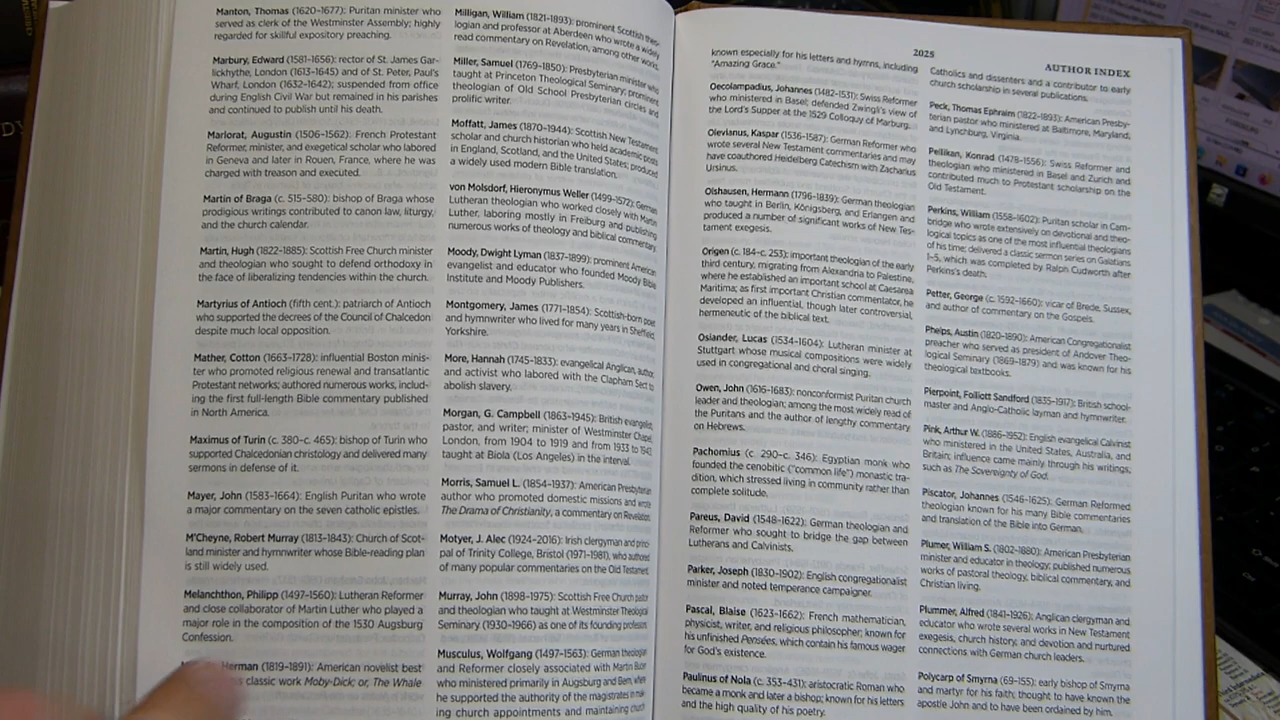 Manton, Thomas (1620–1677): Puritan minister who
served as clerk of the Westminster Assembly; highly
regarded for skillful expository preaching.
Marbury, Edward (1581–1656): rector of St. James Gar-
lickhythe, London (1613–1645) and of St. Peter, Paul's
Wharf, London (1632–1642); suspended from office
during English Civil War but remained in his parishes
and continued to publish until his death.
Marlorat, Augustin (1506–1562): French Protestant
Reformer, minister, and exegetical scholar who labored
in Geneva and later in Rouen, France, where he was
charged with treason and executed.
Martin of Braga (c. 515–580): bishop of Braga whose
prodigious writings contributed to canon law, liturgy,
and the church calendar.
Martin, Hugh (1822–1885): Scottish Free Church minister
and theologian who sought to defend orthodoxy in
the face of liberalizing tendencies within the church.
Martyrius of Antioch (fifth cent.): patriarch of Antioch
who supported the decrees of the Council of Chalcedon
despite much local opposition.
Mather, Cotton (1663–1728): influential Boston minis-
ter who promoted religious renewal and transatlantic
Protestant networks; authored numerous works, includ-
ing the first full-length Bible commentary published
in North America.
Maximus of Turin (c. 380–c. 465): bishop of Turin who
supported Chalcedonian christology and delivered many
sermons in defense of it.
Mayer, John (1583–1664): English Puritan who wrote
a major commentary on the seven catholic epistles.
M'Cheyne, Robert Murray (1813–1843): Church of Scot-
land minister and hymnwriter whose Bible-reading plan
is still widely used.
Melanchthon, Philipp (1497–1560): Lutheran Reformer
and close collaborator of Martin Luther who played a
major role in the composition of the 1530 Augsburg
Confession.
Herman (1819–1891): American novelist best
classic work Moby-Dick; or, The Whale
Milligan, William (1821–1893): prominent Scottish theo-
logian and professor at Aberdeen who wrote a widely
read commentary on Revelation, among other works.
Miller, Samuel (1769–1850): Presbyterian minister who
taught at Princeton Theological Seminary; prominent
theologian of Old School Presbyterian circles and
prolific writer.
Moffatt, James (1870–1944): Scottish New Testament
scholar and church historian who held academic posts
in England, Scotland, and the United States; produced
a widely used modern Bible translation.
von Molsdorf, Hieronymus Weller (1499–1572): German
Lutheran theologian who worked closely with Martin
Luther, laboring mostly in Freiburg and publishing
numerous works of theology and biblical commentary
Moody, Dwight Lyman (1837–1899): prominent American
evangelist and educator who founded Moody Bible
Institute and Moody Publishers.
Montgomery, James (1771–1854): Scottish-born poet
and hymnwriter who lived for many years in Sheffield,
Yorkshire.
More, Hannah (1745–1833): evangelical Anglican, author,
and activist who labored with the Clapham Sect to
abolish slavery.
Morgan, G. Campbell (1863–1945): British evangelist,
pastor, and writer; minister of Westminster Chapel,
London, from 1904 to 1919 and from 1933 to 194
taught at Biola (Los Angeles) in the interval.
Morris, Samuel L. (1854–1937): American Presbyterian
author who promoted domestic missions and wrote
The Drama of Christianity, a commentary on Revelation.
Motyer, J. Alec (1924–2016): Irish clergyman and princi-
pal of Trinity College, Bristol (1971–1981), who authored
of many popular commentaries on the Old Testament.
Murray, John (1898–1975): Scottish Free Church pastor
and theologian who taught at Westminster Theological
Seminary (1930–1966) as one of its founding professors
Musculus, Wolfgang (1497–1563): German theologian
and Reformer closely associated with Martin Bucer
who ministered primarily in Augsburg and Bern, where
he supported the authority of the magistrates in
ing church appointments and maintaining church
2025
AUTHOR INDEX
known especially for his letters and hymns, including
"Amazing Grace."
Oecolampadius, Johannes (1482–1531): Swiss Reformer
who ministered in Basel; defended Zwingli's view of
the Lord's Supper at the 1529 Colloquy of Marburg.
Olevianus, Kaspar (1536–1587): German Reformer who
wrote several New Testament commentaries and may
have coauthored Heidelberg Catechism with Zacharius
Ursinus.
Olshausen, Hermann (1796–1839): German theologian
who taught in Berlin, Königsberg, and Erlangen and
produced a number of significant works of New Tes-
tament exegesis.
Origen (c. 184–c. 253): important theologian of the early
third century, migrating from Alexandria to Palestine,
where he established an important school at Caesarea
Maritima; as first important Christian commentator, he
developed an influential, though later controversial,
hermeneutic of the biblical text.
Osiander, Lucas (1534–1604): Lutheran minister at
Stuttgart whose musical compositions were widely
used in congregational and choral singing.
Owen, John (1616–1683): nonconformist Puritan church
leader and theologian; among the most widely read of
the Puritans and the author of lengthy commentary
on Hebrews.
Pachomius (c. 290–c. 346): Egyptian monk who
founded the cenobitic ("common life") monastic tra-
dition, which stressed living in community rather than
complete solitude.
Pareus, David (1548–1622): German theologian and
Reformer who sought to bridge the gap between
Lutherans and Calvinists.
Parker, Joseph (1830–1902): English congregationalist
minister and noted temperance campaigner.
Pascal, Blaise (1623–1662): French mathematician,
physicist, writer, and religious philosopher; known for
his unfinished Pensées, which contain his famous wager
for God's existence.
Paulinus of Nola (c. 353–431): aristocratic Roman who
became a monk and later a bishop; known for his letters
and the high quality of his poetry.
Catholics and dissenters and a contributor to early
church scholarship in several publications.
Peck, Thomas Ephraim (1822–1893): American Presby-
terian pastor who ministered at Baltimore, Maryland,
and Lynchburg, Virginia.
Pellikan, Konrad (1478–1556): Swiss Reformer and
theologian who ministered in Basel and Zurich and
contributed much to Protestant scholarship on the
Old Testament.
Perkins, William (1558–1602): Puritan scholar in Cam-
bridge who wrote extensively on devotional and theo-
logical topics as one of the most influential theologians
of his time; delivered a classic sermon series on Galatians
1–5, which was completed by Ralph Cudworth after
Perkins's death.
Petter, George (c. 1592–1660): vicar of Brede, Sussex,
and author of commentary on the Gospels.
Phelps, Austin (1820–1890): American Congregationalist
preacher who served as president of Andover Theo-
logical Seminary (1869–1879) and was known for his
theological textbooks.
Pierpoint, Folliott Sandford (1835–1917): British school-
master and Anglo-Catholic layman and hymnwriter.
Pink, Arthur W. (1886–1952): English evangelical Calvinist
who ministered in the United States, Australia, and
Britain; influence came mainly through his writings,
such as The Sovereignty of God.
Piscator, Johannes (1546–1625): German Reformed
theologian known for his many Bible commentaries
and translation of the Bible into German.
Plumer, William S. (1802–1880): American Presbyterian
minister and educator in theology; published numerous
works of pastoral theology, biblical commentary, and
Christian living.
Plummer, Alfred (1841–1926): Anglican clergyman and
educator who wrote several works in New Testament
exegesis, church history, and devotion and nurtured
connections with German church leaders.
Polycarp of Smyrna (69–155): early bishop of Smyrna
and martyr for his faith; thought to have known the
apostle John and to have been ordained by him.